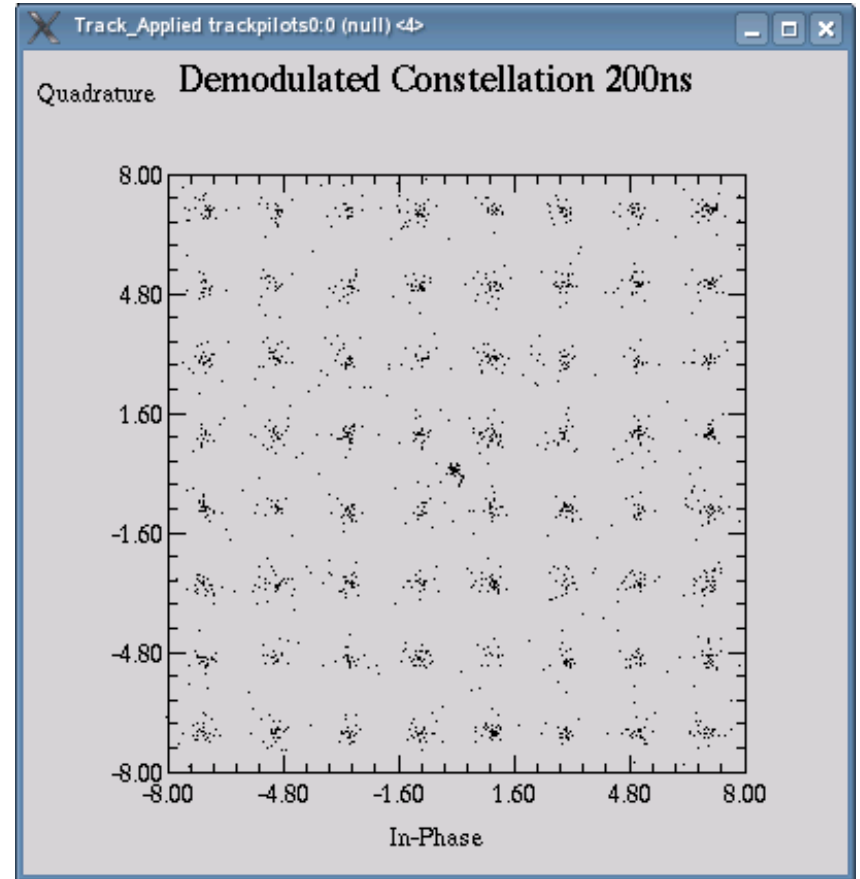 Track_Applied trackpilots0:0 (null) <4>
Demodulated Constellation 200ns
Quadrature
8.00
4.80
1.60
-1.60
-4.80
-8.00
-8.00 -4.80 -1.60 1.60 4.80 8.00
In-Phase